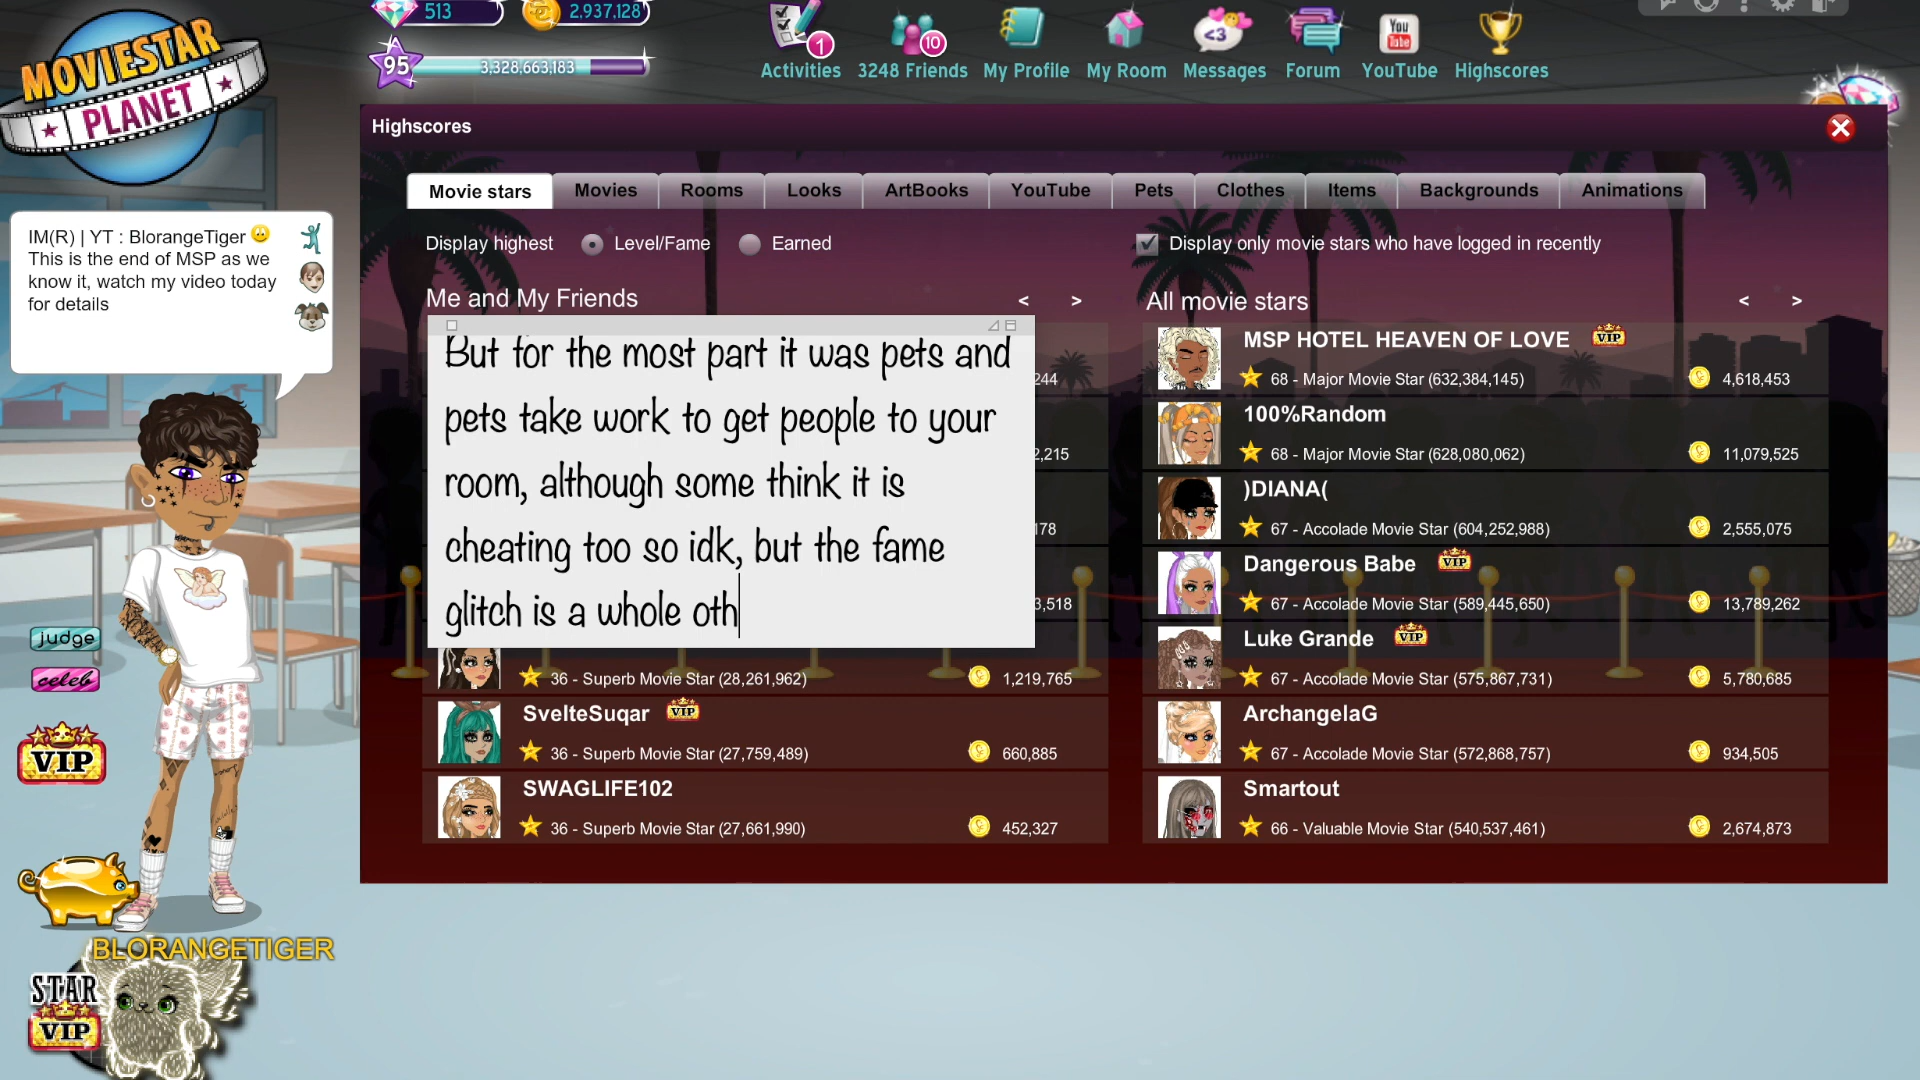 MOVIESTAR
PLANET
513
2,937,128
95
3,328,663,183
1
Activities
10
3248 Friends
My Profile
My Room
<3
Messages
Forum
You
Tube
YouTube
Highscores
Highscores
Movie stars
Movies
Rooms
Looks
ArtBooks
YouTube
Pets
Clothes
Items
Backgrounds
Animations
Display highest
Level/Fame
Earned
Display only movie stars who have logged in recently
IM(R) | YT : BlorangeTiger
This is the end of MSP as we
know it, watch my video today
for details
Me and My Friends
< >
But for the most part it was pets and
pets take work to get people to your
room, although some think it is
cheating too so idk, but the fame
glitch is a whole oth
244
2,215
178
3,518
36 - Superb Movie Star (28,261,962)
1,219,765
SvelteSuqar
VIP
36 - Superb Movie Star (27,759,489)
660,885
SWAGLIFE102
36 - Superb Movie Star (27,661,990)
452,327
All movie stars
< >
MSP HOTEL HEAVEN OF LOVE
VIP
68 - Major Movie Star (632,384,145)
4,618,453
100%Random
68 - Major Movie Star (628,080,062)
11,079,525
)DIANA(
67 - Accolade Movie Star (604,252,988)
2,555,075
Dangerous Babe
VIP
67 - Accolade Movie Star (589,445,650)
13,789,262
Luke Grande
VIP
67 - Accolade Movie Star (575,867,731)
5,780,685
ArchangelaG
67 - Accolade Movie Star (572,868,757)
934,505
Smartout
66 - Valuable Movie Star (540,537,461)
2,674,873
judge
celeb
VIP
BLORANGETIGER
STAR
VIP